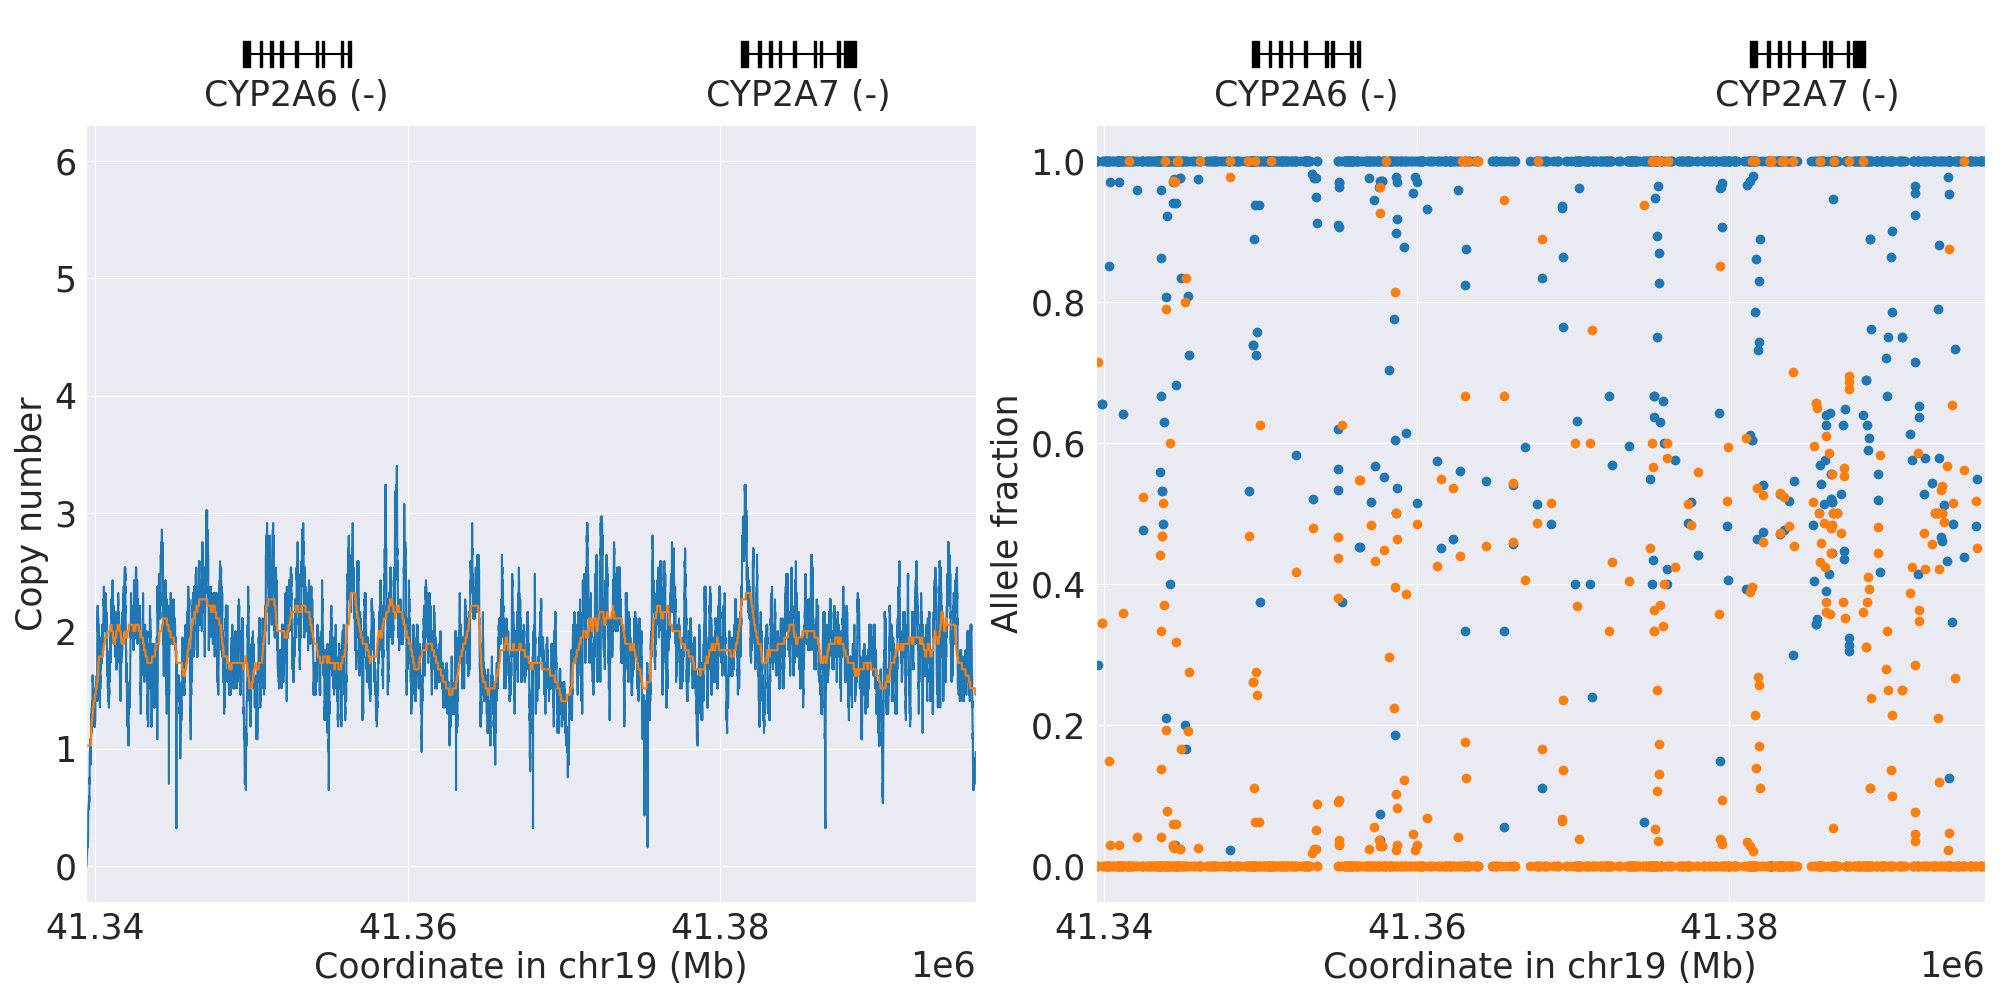 CYP2A6 (-)
CYP2A7 (-)
CYP2A6 (-)
CYP2A7 (-)
Copy number
6
5
4
3
2
1
0
41.34
41.36
41.38
Coordinate in chr19 (Mb)
1e6
Allele fraction
1.0
0.8
0.6
0.4
0.2
0.0
41.34
41.36
41.38
Coordinate in chr19 (Mb)
1e6